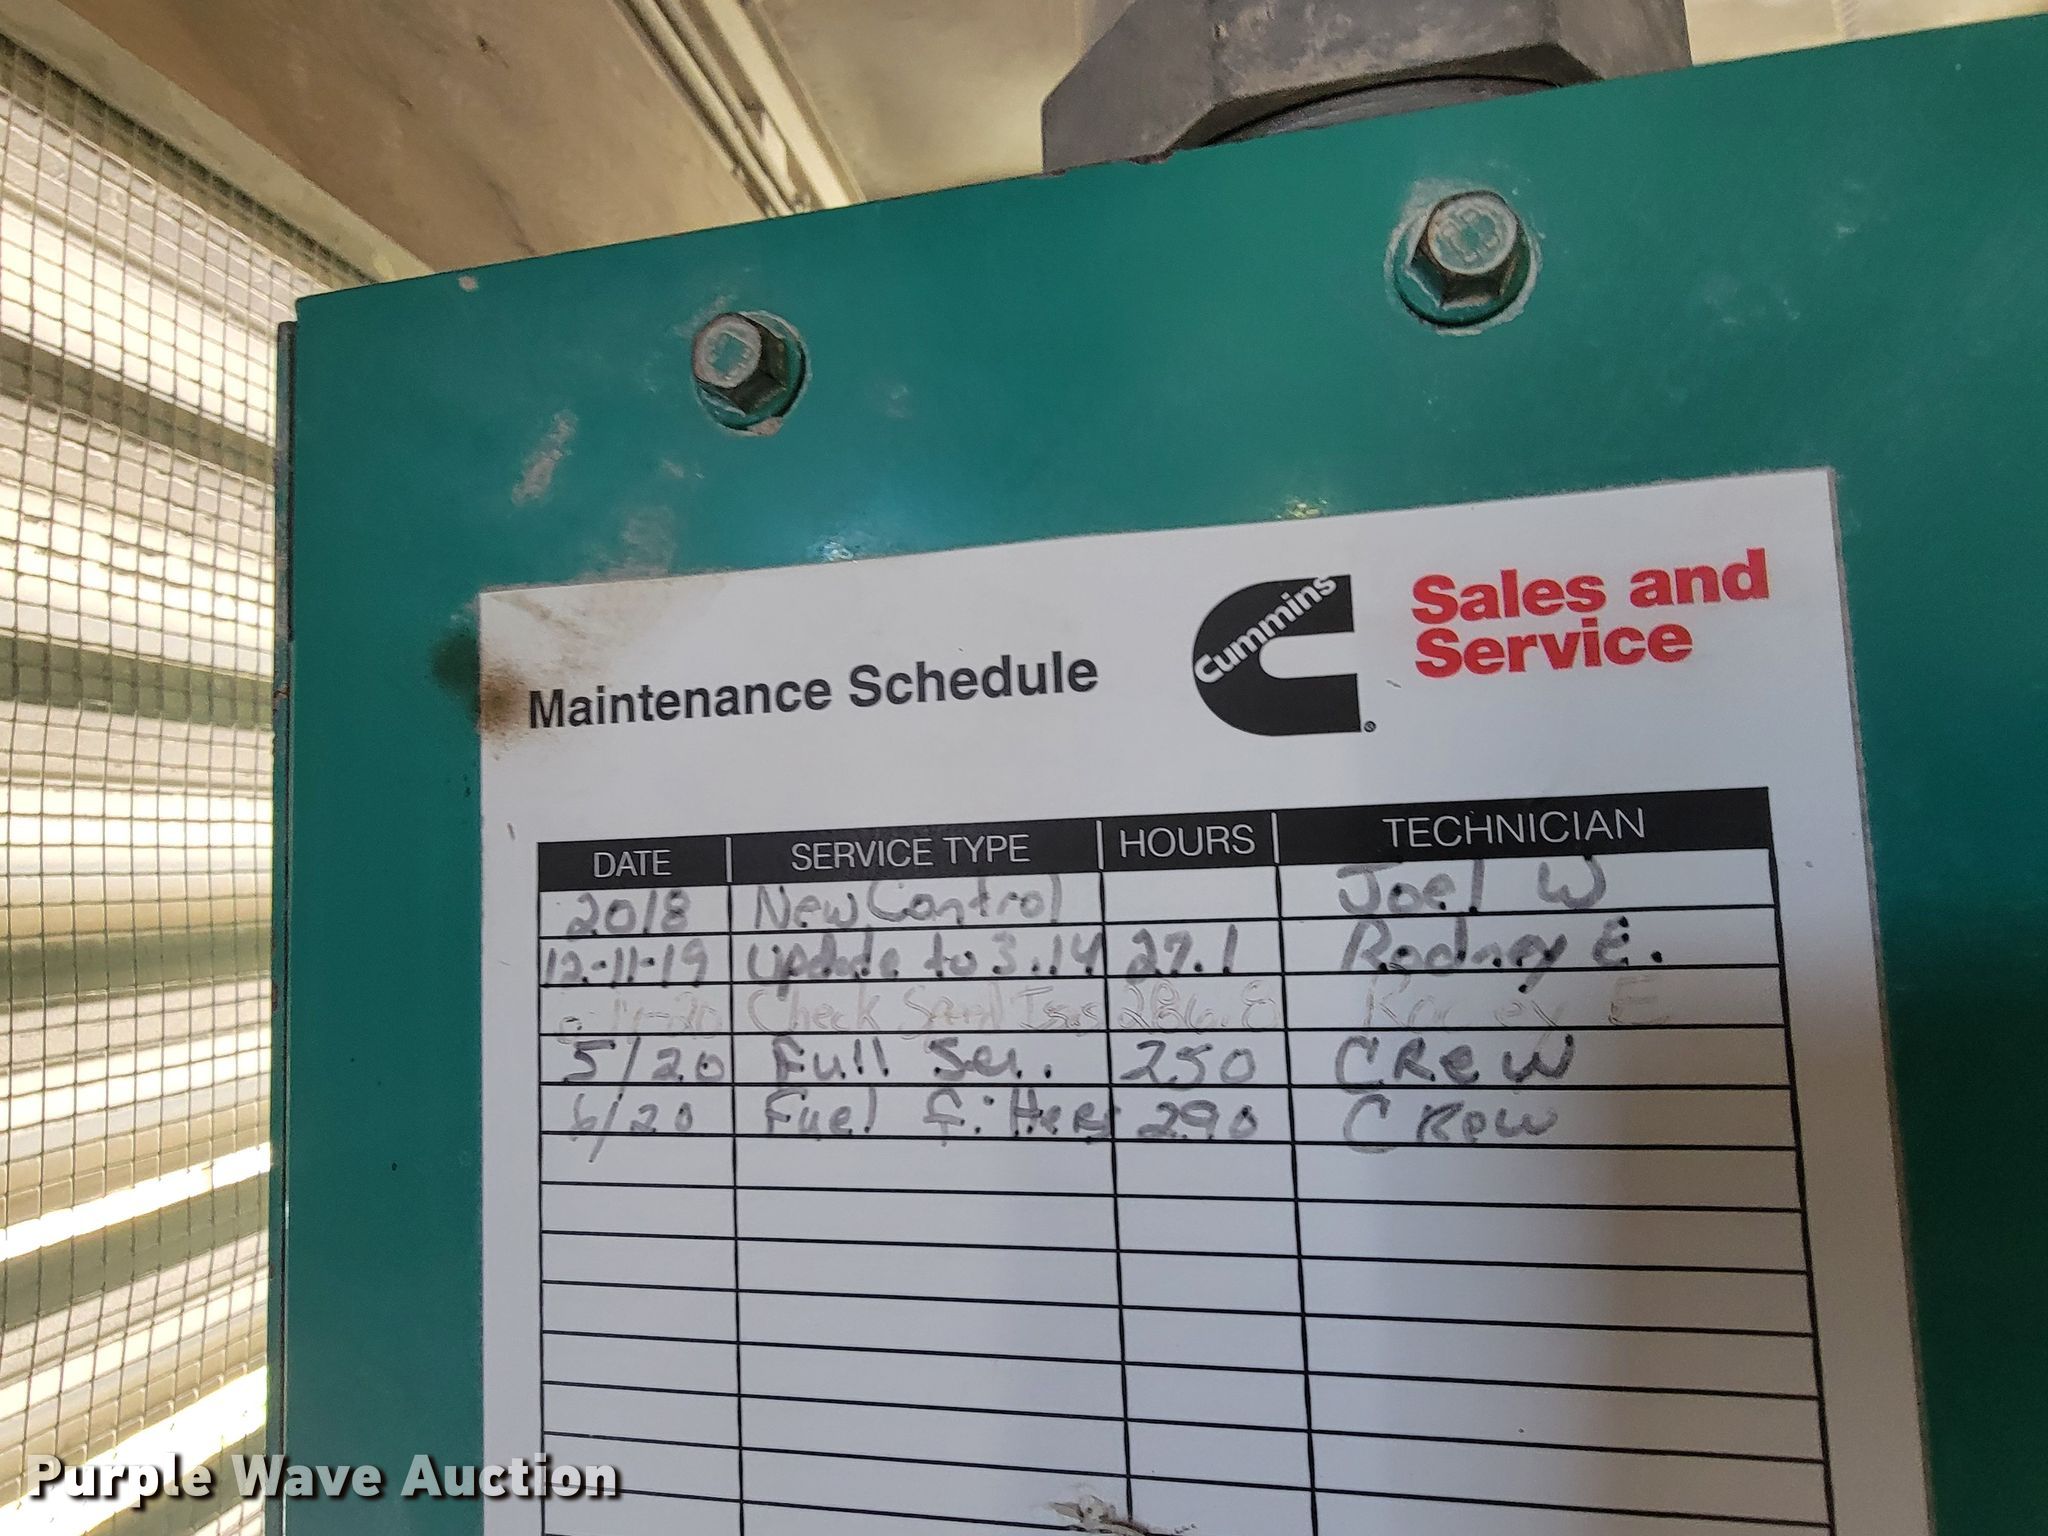 Maintenance Schedule
Cummins
®
Sales and
Service
DATE SERVICE TYPE HOURS TECHNICIAN
2018 New Control Joel W
12-11-19 update to 3.14 27.1 Rodney E.
Check
5/20 Full Ser. 250 CReW
6/20 Fuel filters 290 CRew
Purple Wave Auction